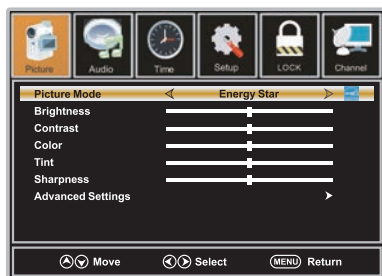 Picture Audio Time Setup LOCK Channel
Picture Mode Energy Star
Brightness
Contrast
Color
Tint
Sharpness
Advanced Settings
Move Select MENU Return